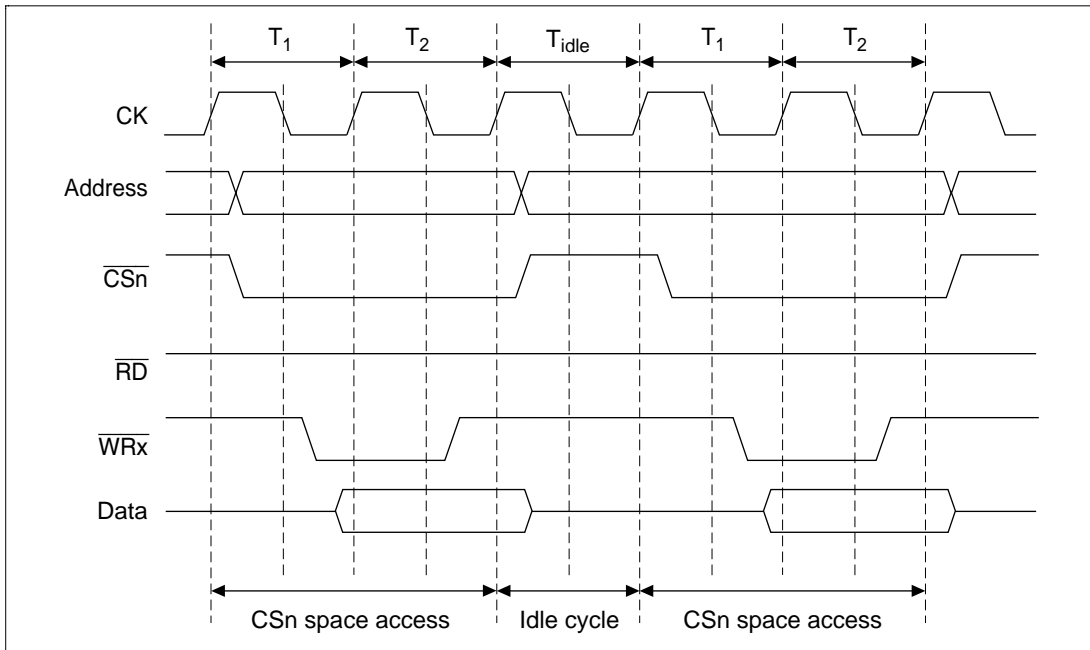 T1 T2 Tidle T1 T2
CK
Address
CSn
RD
WRx
Data
CSn space access Idle cycle CSn space access